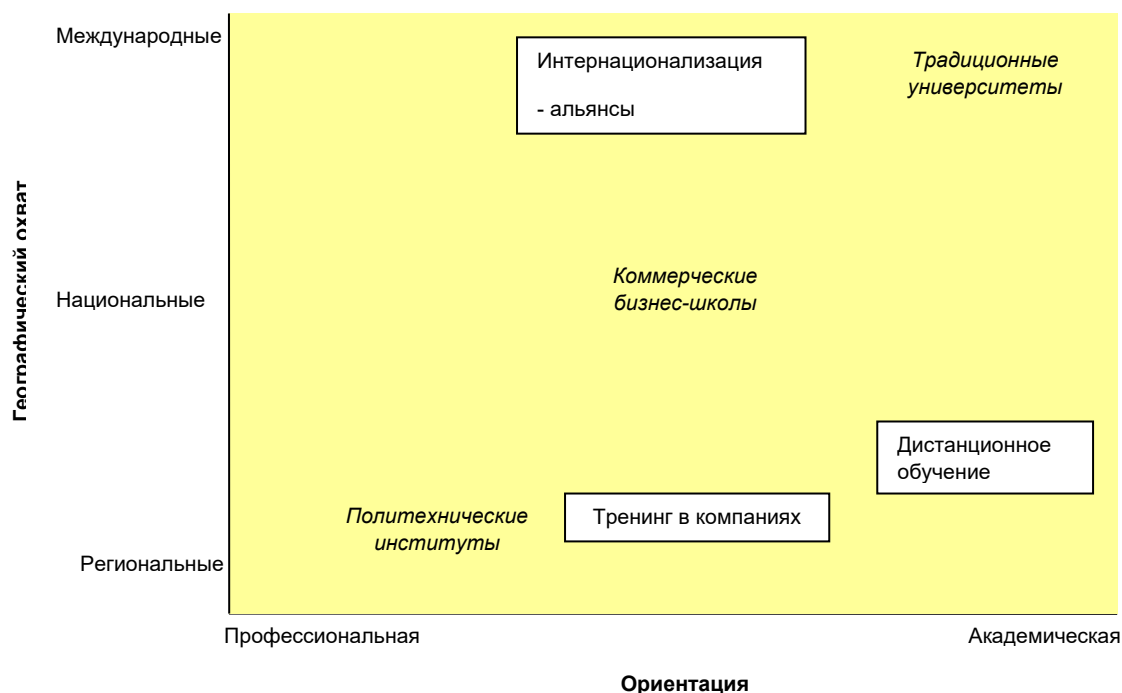 Международные
Интернационализация
- альянсы
Традиционные
университеты
Географический охват
Национальные
Коммерческие
бизнес-школы
Дистанционное
обучение
Политехнические
институты
Тренинг в компаниях
Региональные
Профессиональная
Академическая
Ориентация